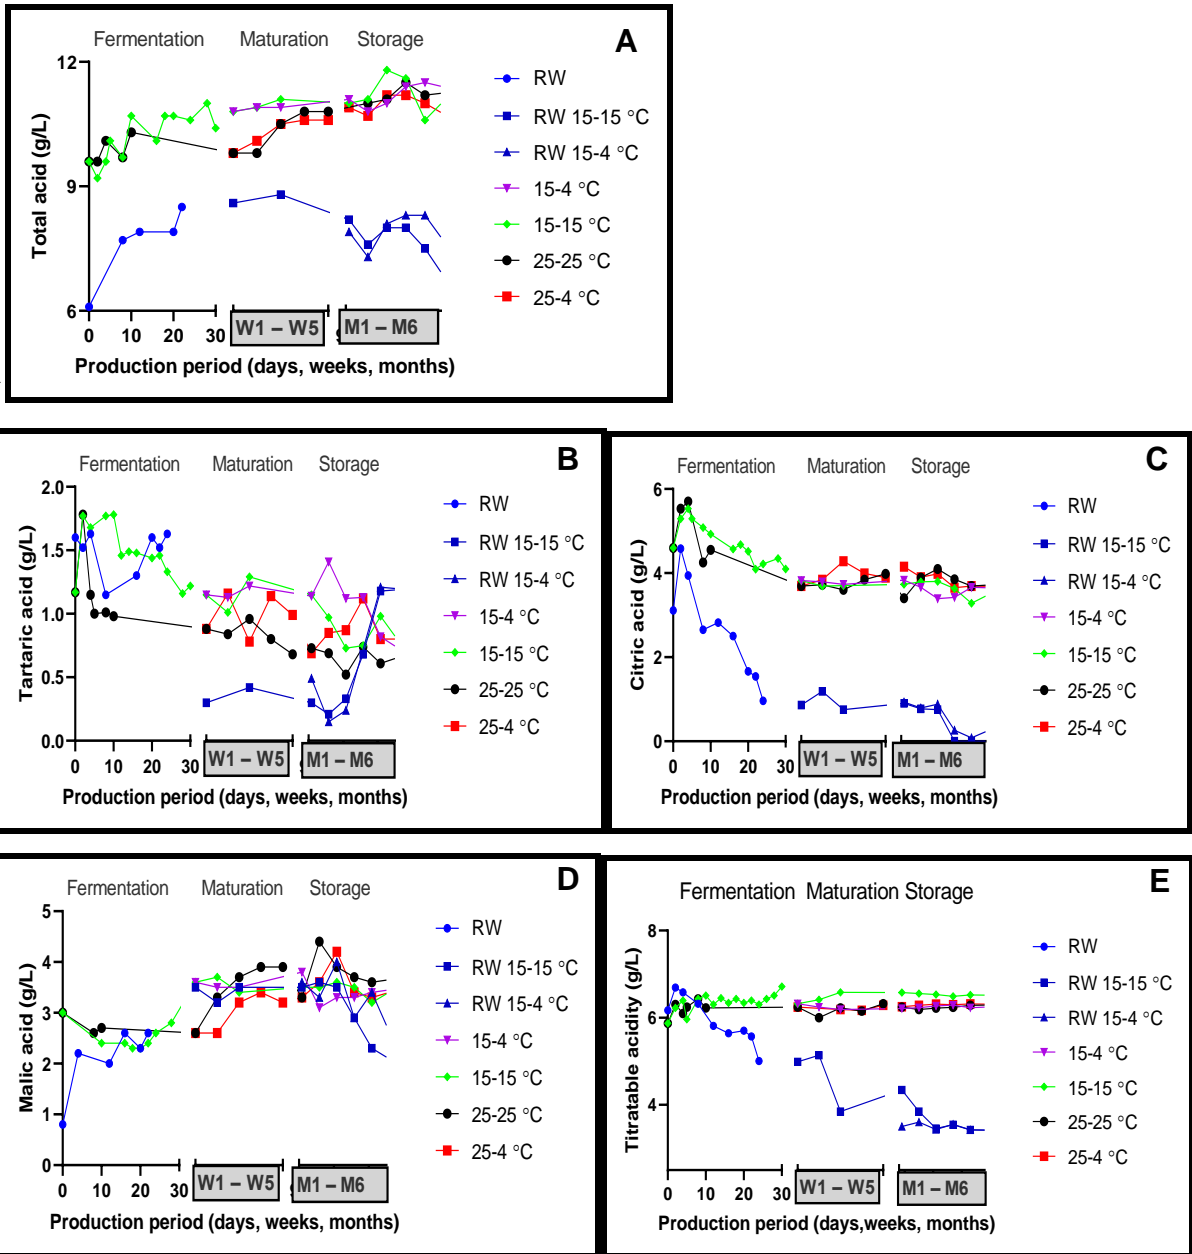 Fermentation Maturation Storage A
12
9
6
Total acid (g/L)
0 10 20 30 W1 – W5 M1 – M6
Production period (days, weeks, months)
RW
RW 15-15 °C
RW 15-4 °C
15-4 °C
15-15 °C
25-25 °C
25-4 °C
Fermentation Maturation Storage B
2.0
1.5
1.0
0.5
0.0
Tartaric acid (g/L)
0 10 20 30 W1 – W5 M1 – M6
Production period (days, weeks, months)
RW
RW 15-15 °C
RW 15-4 °C
15-4 °C
15-15 °C
25-25 °C
25-4 °C
Fermentation Maturation Storage C
6
4
2
0
Citric acid (g/L)
0 10 20 30 W1 – W5 M1 – M6
Production period (days, weeks, months)
RW
RW 15-15 °C
RW 15-4 °C
15-4 °C
15-15 °C
25-25 °C
25-4 °C
Fermentation Maturation Storage D
5
4
3
2
1
0
Malic acid (g/L)
0 10 20 30 W1 – W5 M1 – M6
Production period (days, weeks, months)
RW
RW 15-15 °C
RW 15-4 °C
15-4 °C
15-15 °C
25-25 °C
25-4 °C
Fermentation Maturation Storage E
8
6
4
Titratable acidity (g/L)
0 10 20 30 W1 – W5 M1 – M6
Production period (days,weeks, months)
RW
RW 15-15 °C
RW 15-4 °C
15-4 °C
15-15 °C
25-25 °C
25-4 °C